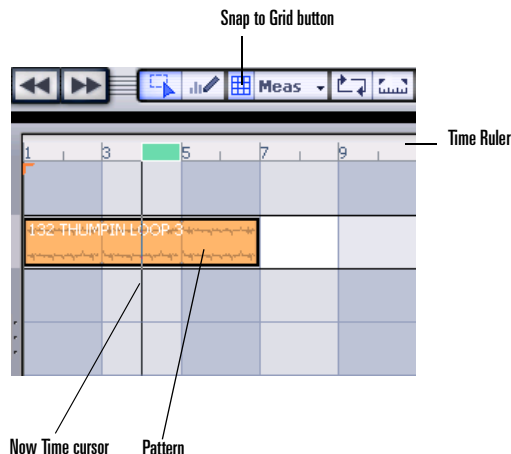 Snap to Grid button
Meas
Time Ruler
1 3 5 7 9
132 THUMPIN LOOP 3
Now Time cursor Pattern